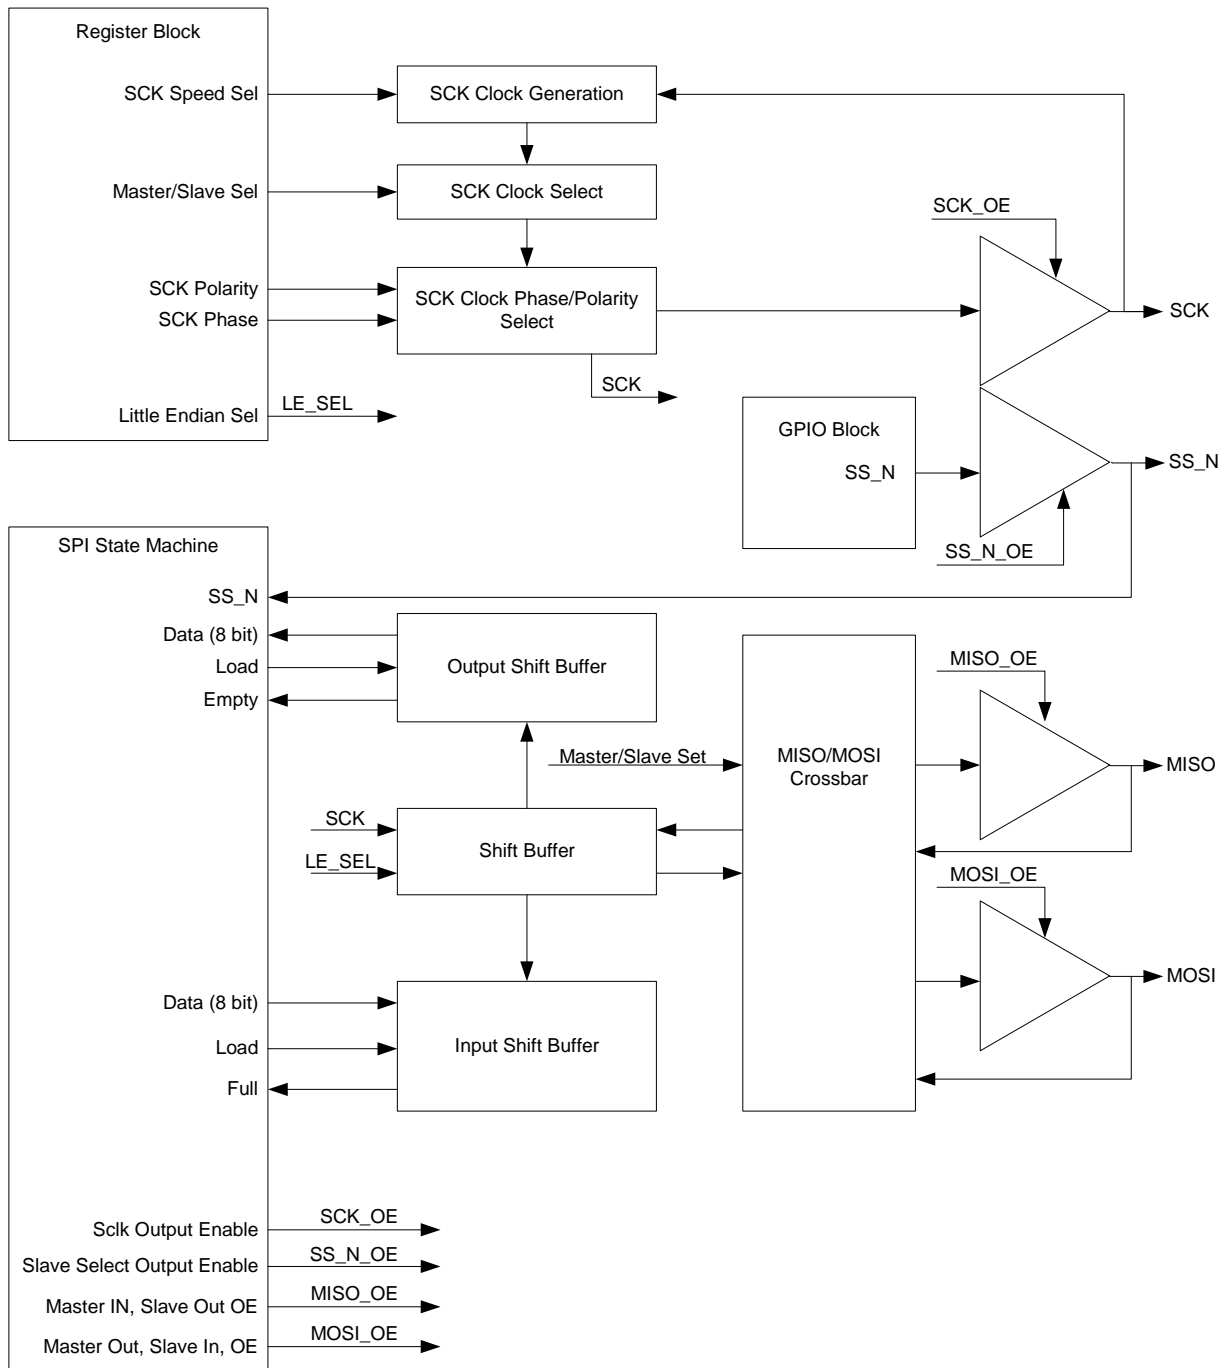 Register Block
SCK Speed Sel
SCK Clock Generation
Master/Slave Sel
SCK Clock Select
SCK_OE
SCK Polarity
SCK Phase
SCK Clock Phase/Polarity
Select
SCK
SCK
Little Endian Sel
LE_SEL
GPIO Block
SS_N
SS_N
SS_N_OE
SPI State Machine
SS_N
Data (8 bit)
Load
Empty
Output Shift Buffer
MISO_OE
Master/Slave Set
MISO/MOSI
Crossbar
MISO
SCK
LE_SEL
Shift Buffer
MOSI_OE
MOSI
Data (8 bit)
Load
Full
Input Shift Buffer
Sclk Output Enable
SCK_OE
Slave Select Output Enable
SS_N_OE
Master IN, Slave Out OE
MISO_OE
Master Out, Slave In, OE
MOSI_OE